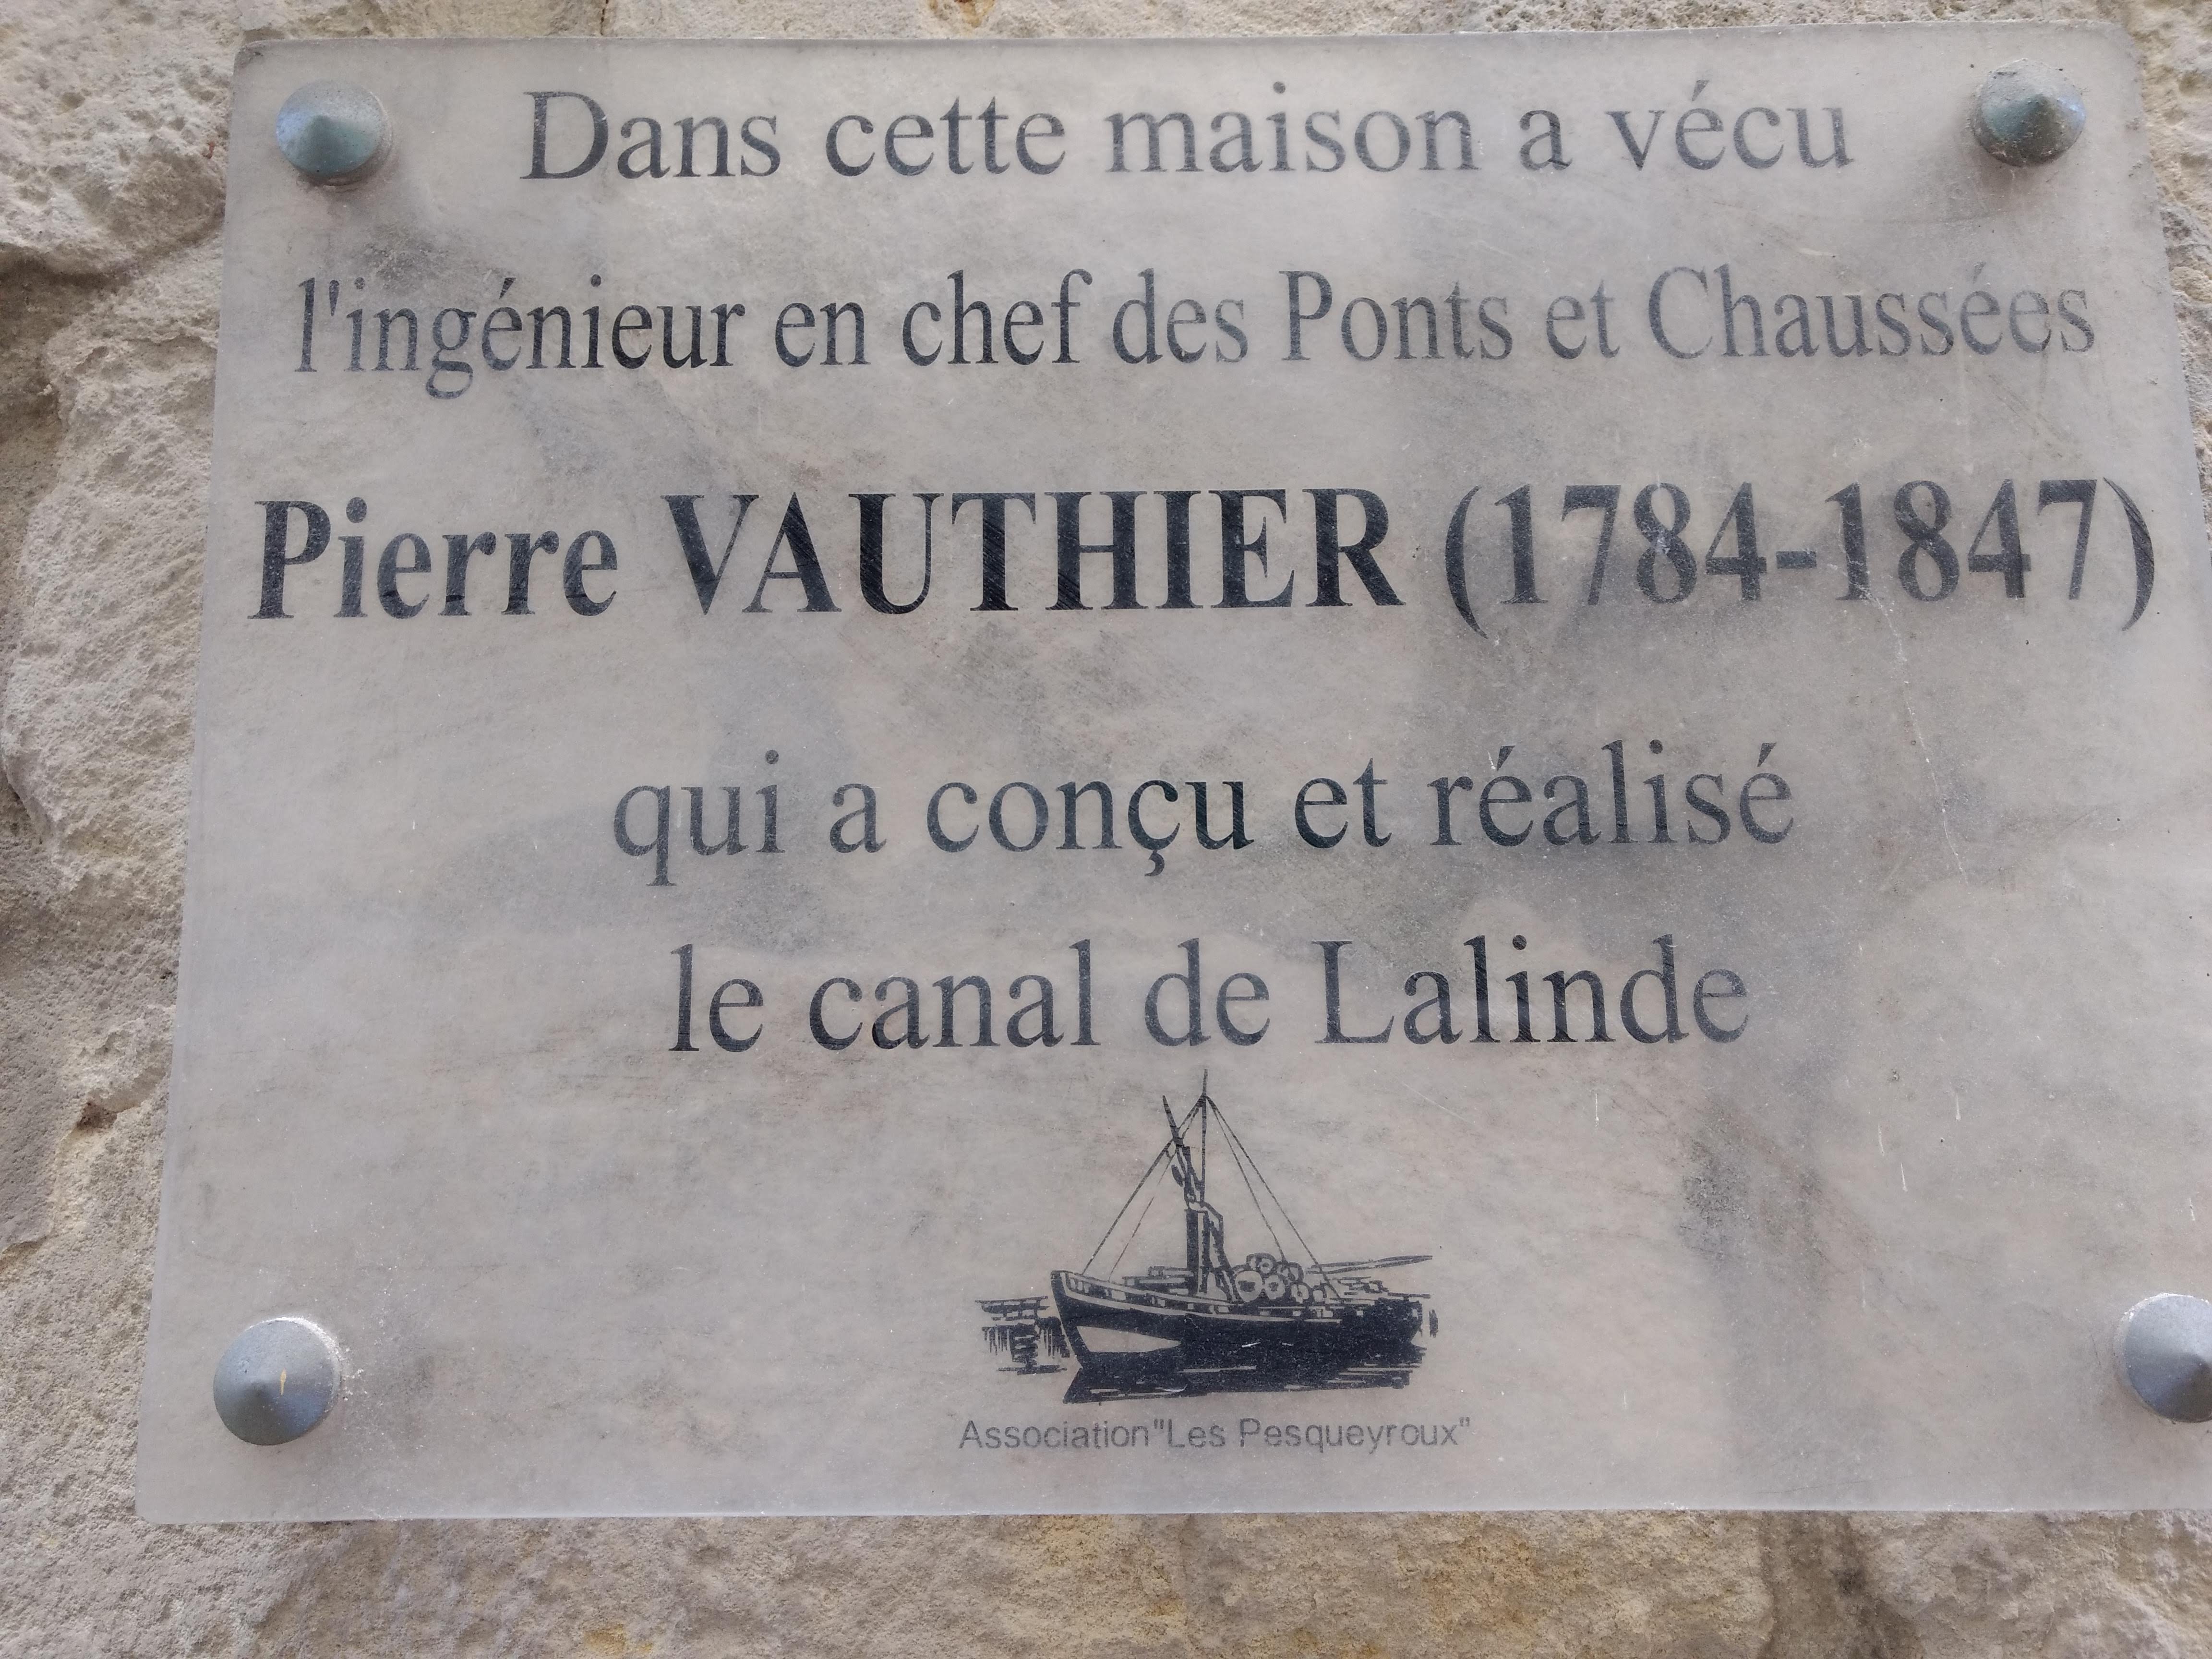 Dans cette maison a vécu
l'ingénieur en chef des Ponts et Chaussées
Pierre VAUTHIER (1784-1847)
qui a conçu et réalisé
le canal de Lalinde
Association"Les Pesqueyroux"